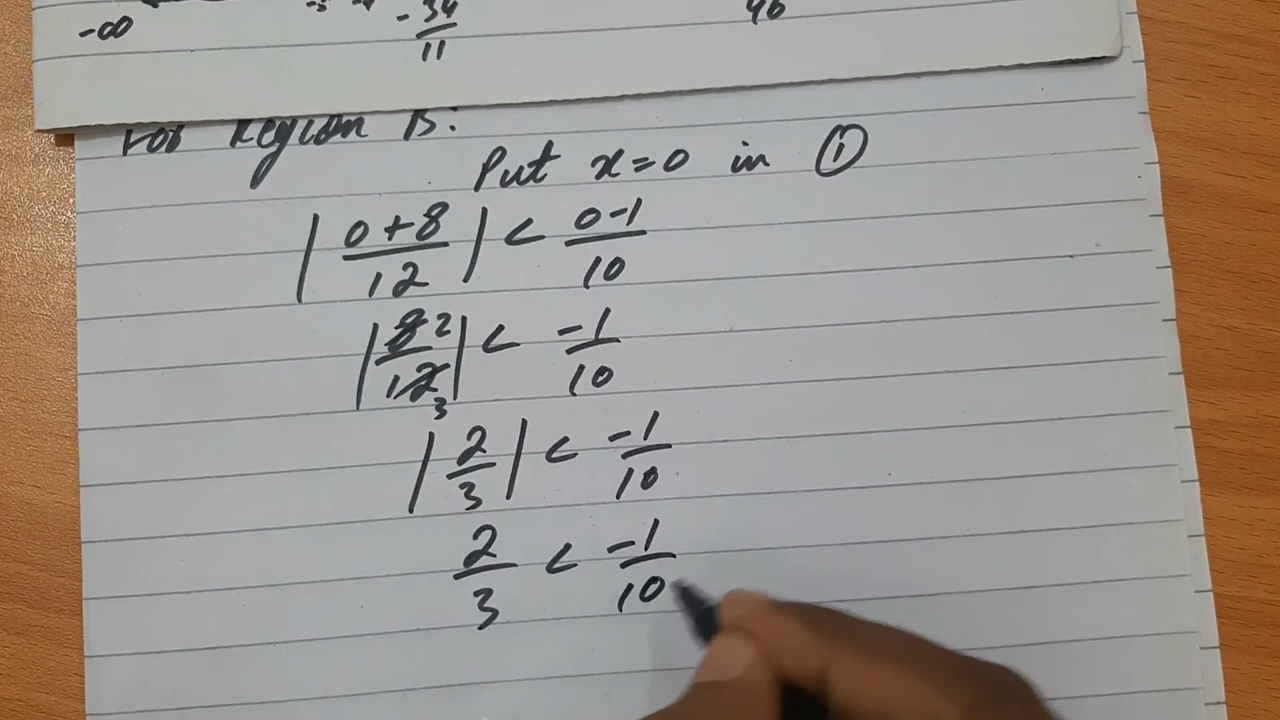 -∞ -34/11 46
For Region B:
Put x=0 in ①
|0+8/12| < 0-1/10
|8 2/12 3| < -1/10
|2/3| < -1/10
2/3 < -1/10